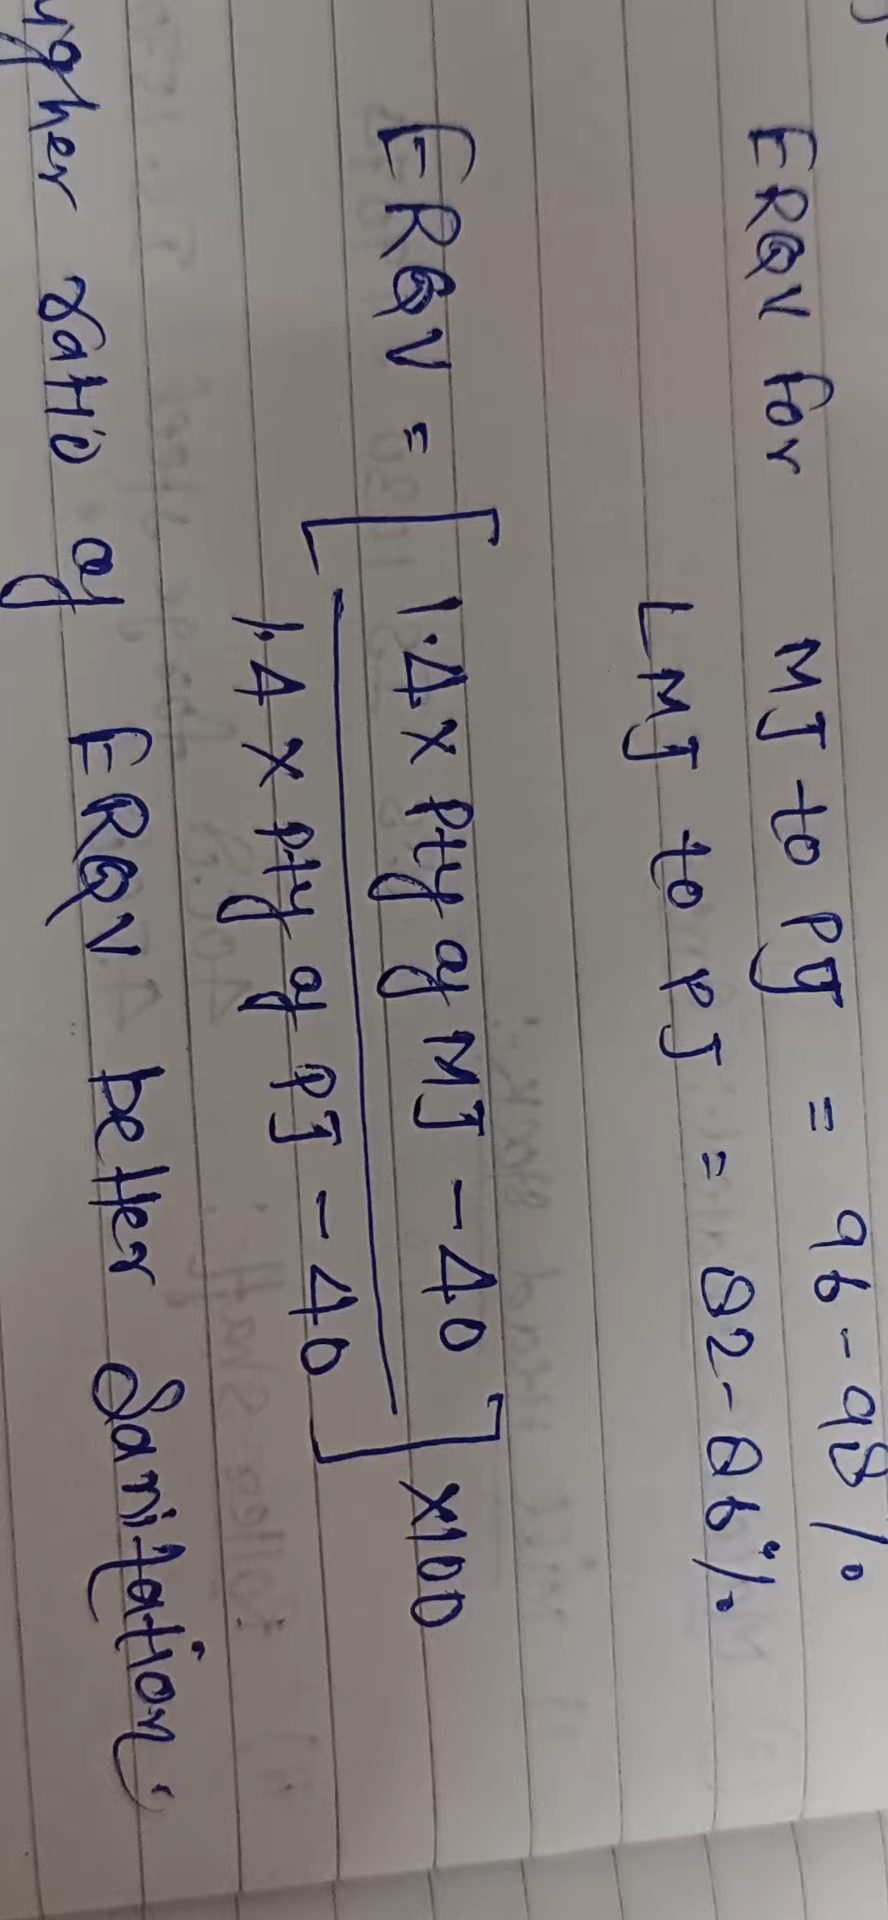 ERQV for MJ to PJ = 96-98%
LMJ to PJ = 82-86%
ERQV = [1.4 x Pty of MJ - 40
1.4 x Pty of PJ - 40] x100
igher ratio of ERQV better Sanitation.